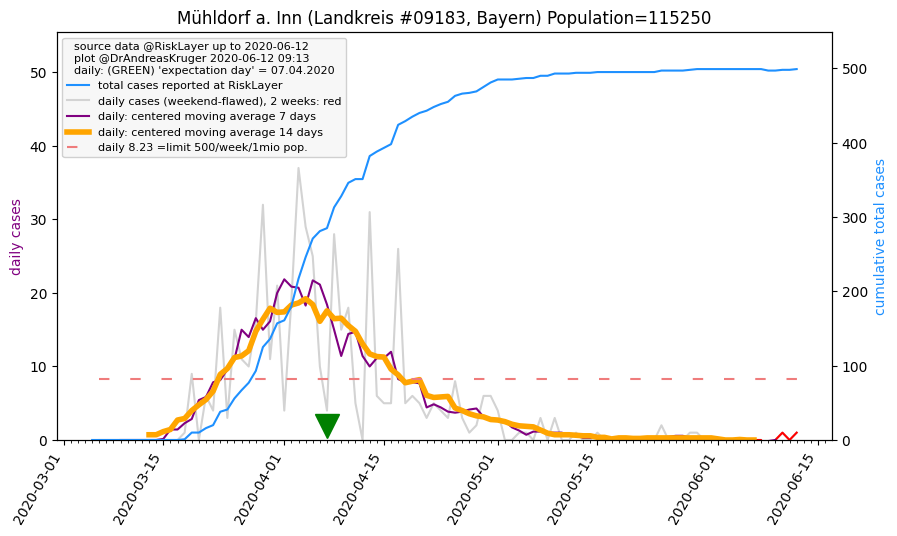 Mühldorf a. Inn (Landkreis #09183, Bayern) Population=115250
source data @RiskLayer up to 2020-06-12
plot @DrAndreasKruger 2020-06-12 09:13
daily: (GREEN) 'expectation day' = 07.04.2020
total cases reported at RiskLayer
daily cases (weekend-flawed), 2 weeks: red
daily: centered moving average 7 days
daily: centered moving average 14 days
daily 8.23 =limit 500/week/1mio pop.
daily cases
50
40
30
20
10
0
cumulative total cases
500
400
300
200
100
0
2020-03-01
2020-03-15
2020-04-01
2020-04-15
2020-05-01
2020-05-15
2020-06-01
2020-06-15